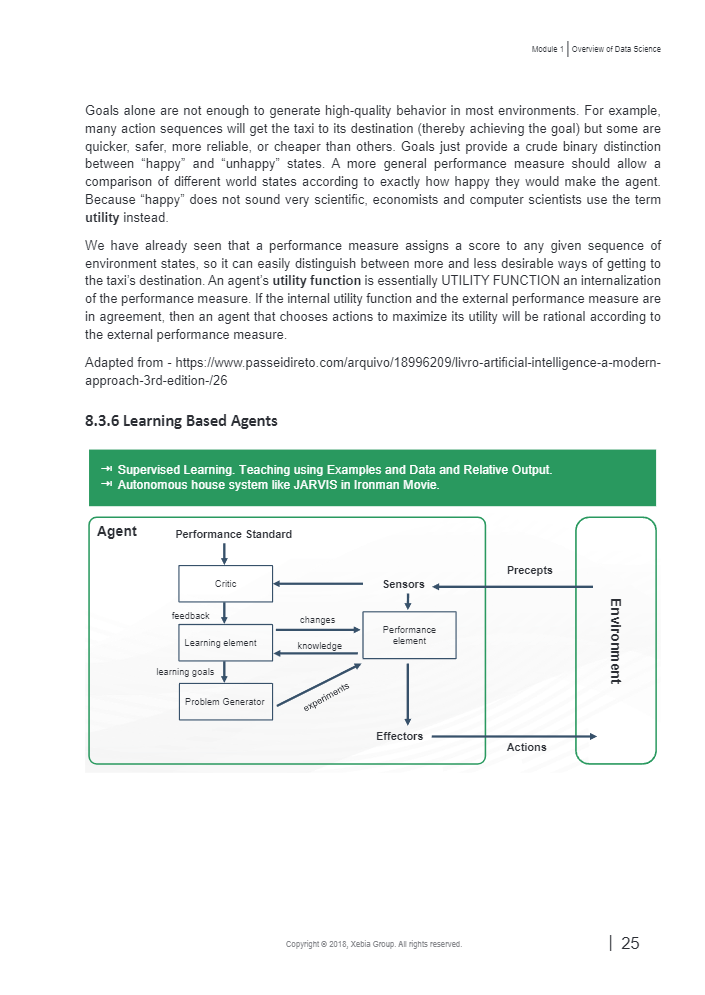 Module 1 | Overview of Data Science
Goals alone are not enough to generate high-quality behavior in most environments. For example,
many action sequences will get the taxi to its destination (thereby achieving the goal) but some are
quicker, safer, more reliable, or cheaper than others. Goals just provide a crude binary distinction
between “happy” and “unhappy” states. A more general performance measure should allow a
comparison of different world states according to exactly how happy they would make the agent.
Because “happy” does not sound very scientific, economists and computer scientists use the term
utility instead.
We have already seen that a performance measure assigns a score to any given sequence of
environment states, so it can easily distinguish between more and less desirable ways of getting to
the taxi’s destination. An agent’s utility function is essentially UTILITY FUNCTION an internalization
of the performance measure. If the internal utility function and the external performance measure are
in agreement, then an agent that chooses actions to maximize its utility will be rational according to
the external performance measure.
Adapted from - https://www.passeidireto.com/arquivo/18996209/livro-artificial-intelligence-a-modern-
approach-3rd-edition-/26
8.3.6 Learning Based Agents
Supervised Learning. Teaching using Examples and Data and Relative Output.
Autonomous house system like JARVIS in Ironman Movie.
Agent
Performance Standard
Precepts
Critic
Sensors
feedback
changes
Performance
element
Learning element
knowledge
Environment
learning goals
Problem Generator
experiments
Effectors
Actions
Copyright © 2018, Xebia Group. All rights reserved.
| 25